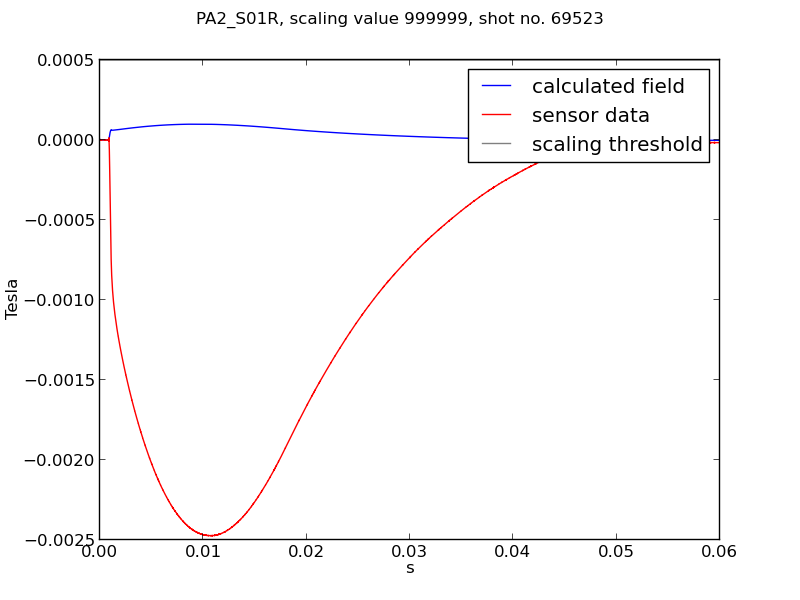 PA2_S01R, scaling value 999999, shot no. 69523
0.0005
0.0000
−0.0005
−0.0010
−0.0015
−0.0020
−0.0025
Tesla
calculated field
sensor data
scaling threshold
0.00 0.01 0.02 0.03 0.04 0.05 0.06
s